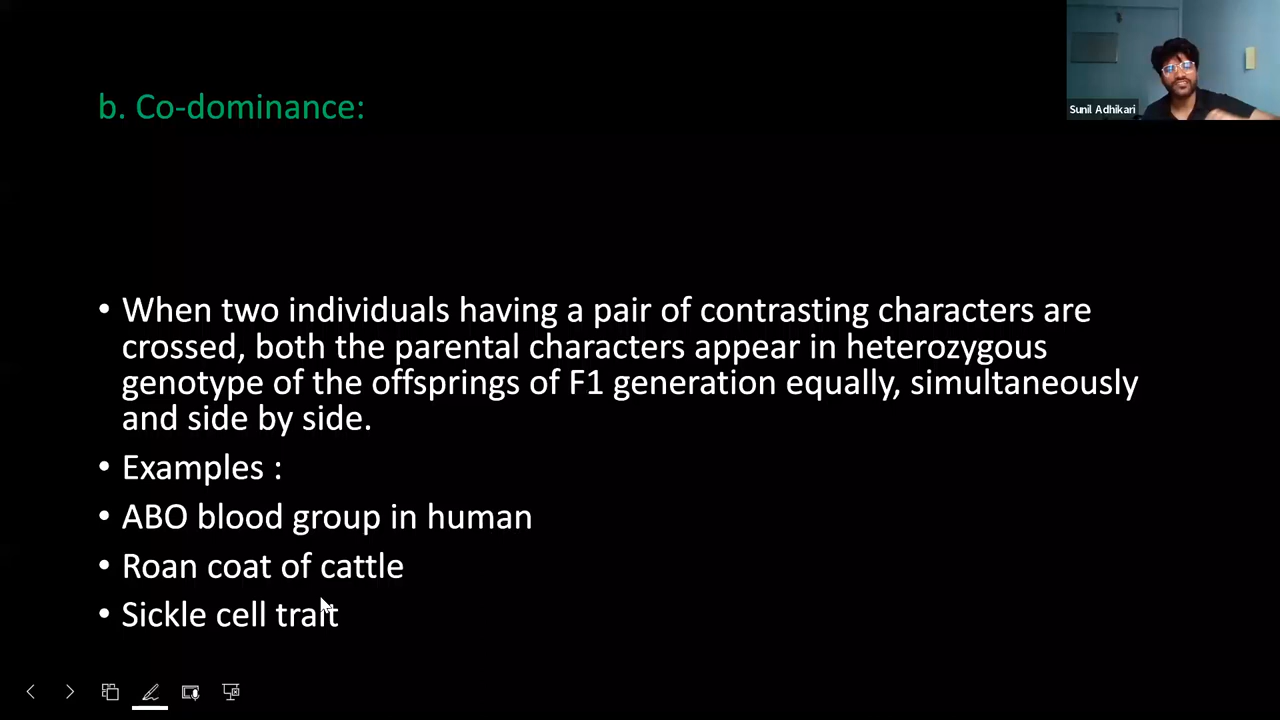 Sunil Adhikari
b. Co-dominance:
• When two individuals having a pair of contrasting characters are
crossed, both the parental characters appear in heterozygous
genotype of the offsprings of F1 generation equally, simultaneously
and side by side.
• Examples :
• ABO blood group in human
• Roan coat of cattle
• Sickle cell trait